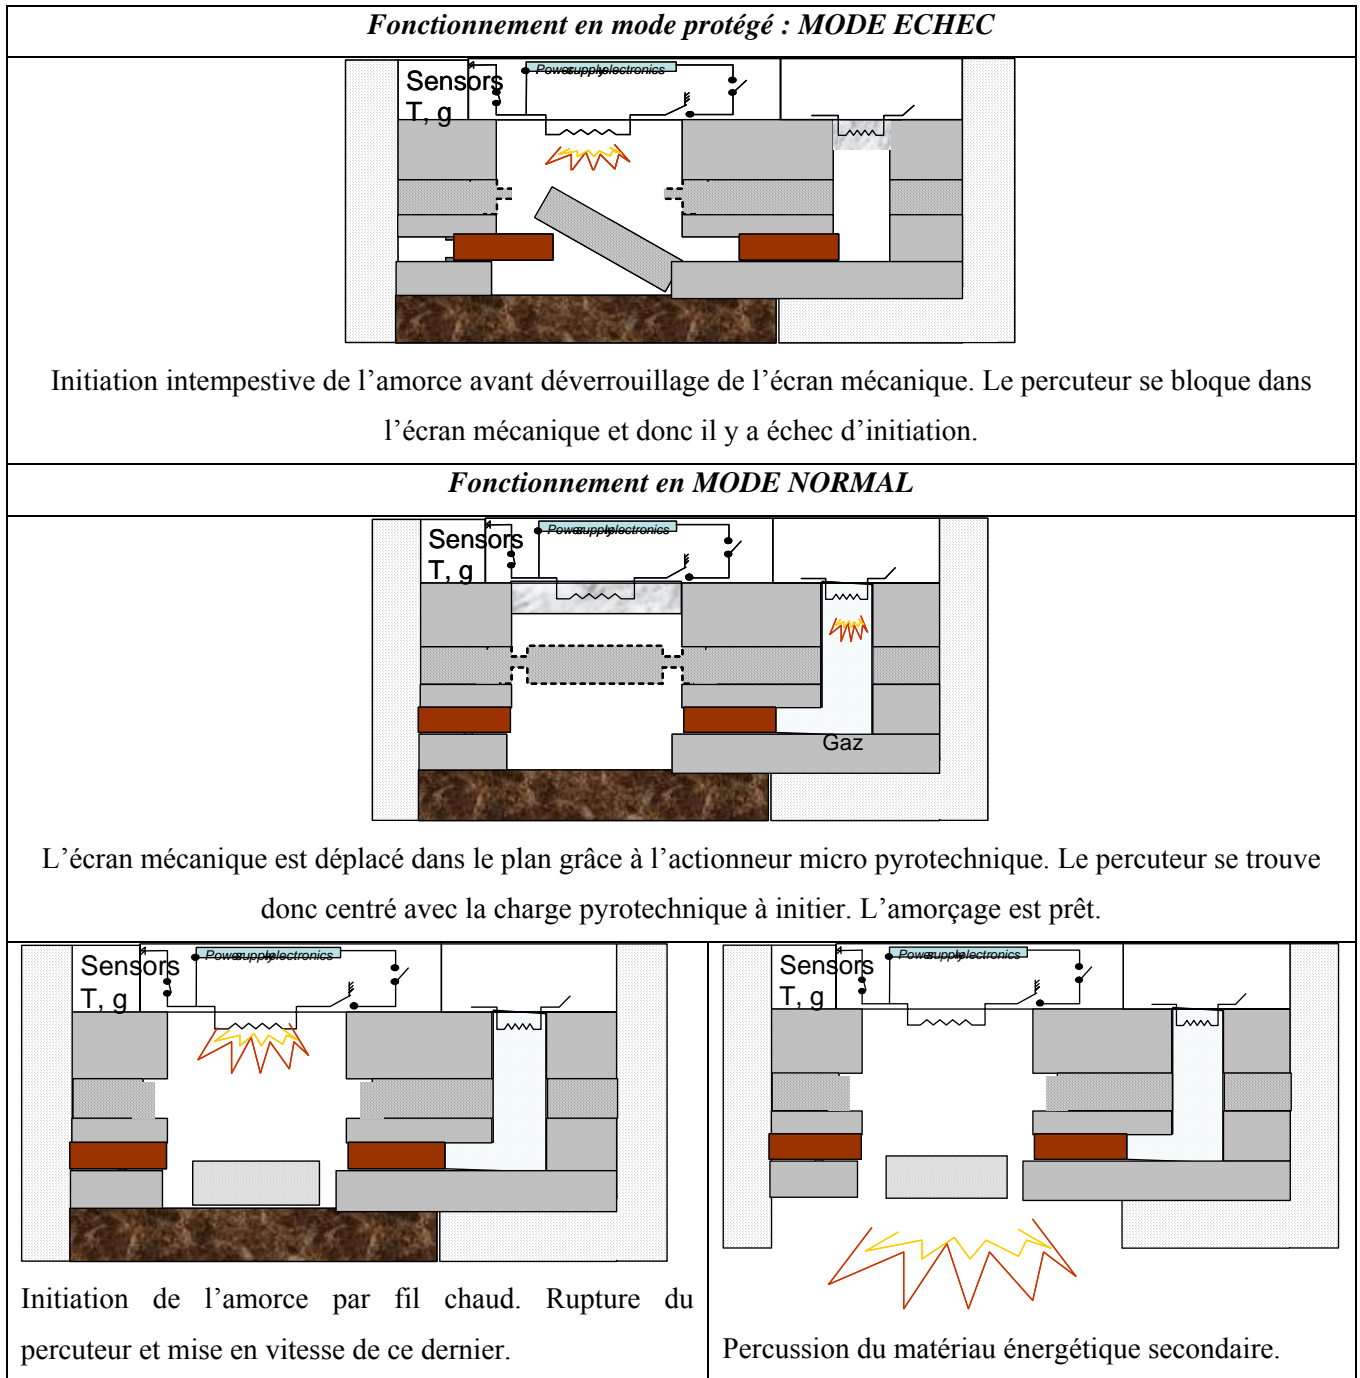 Fonctionnement en mode protégé : MODE ECHEC
Sensors
T, g
Initiation intempestive de l’amorce avant déverrouillage de l’écran mécanique. Le percuteur se bloque dans
l’écran mécanique et donc il y a échec d’initiation.
Fonctionnement en MODE NORMAL
Sensors
T, g
Gaz
L’écran mécanique est déplacé dans le plan grâce à l’actionneur micro pyrotechnique. Le percuteur se trouve
donc centré avec la charge pyrotechnique à initier. L’amorçage est prêt.
Sensors
T, g
Initiation de l’amorce par fil chaud. Rupture du
percuteur et mise en vitesse de ce dernier.
Sensors
T, g
Percussion du matériau énergétique secondaire.